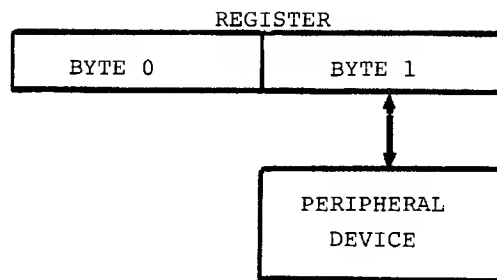 REGISTER
BYTE 0
BYTE 1
PERIPHERAL
DEVICE